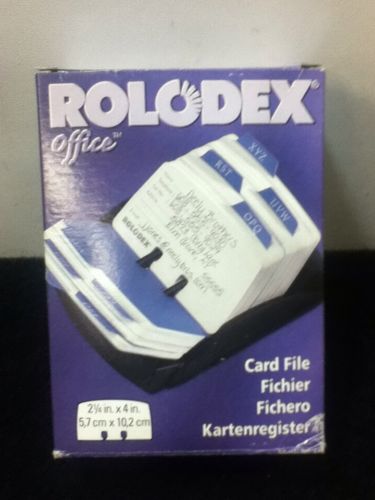 ROLODEX®
Office™
XYZ
RST
UVW
OPQ
ROLODEX
Card File
Fichier
Fichero
Kartenregister
2¼ in. x 4 in.
5,7 cm x 10,2 cm